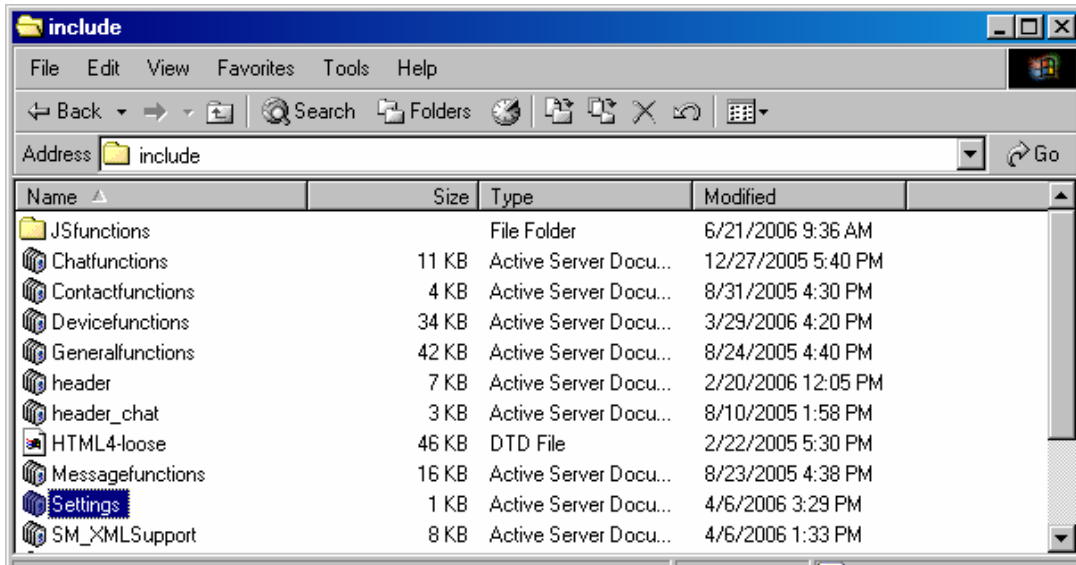 include
File Edit View Favorites Tools Help
Back Search Folders
Address include Go
Name Size Type Modified
JSfunctions File Folder 6/21/2006 9:36 AM
Chatfunctions 11 KB Active Server Docu... 12/27/2005 5:40 PM
Contactfunctions 4 KB Active Server Docu... 8/31/2005 4:30 PM
Devicefunctions 34 KB Active Server Docu... 3/29/2006 4:20 PM
Generalfunctions 42 KB Active Server Docu... 8/24/2005 4:40 PM
header 7 KB Active Server Docu... 2/20/2006 12:05 PM
header_chat 3 KB Active Server Docu... 8/10/2005 1:58 PM
HTML4-loose 46 KB DTD File 2/22/2005 5:30 PM
Messagefunctions 16 KB Active Server Docu... 8/23/2005 4:38 PM
Settings 1 KB Active Server Docu... 4/6/2006 3:29 PM
SM_XMLSupport 8 KB Active Server Docu... 4/6/2006 1:33 PM